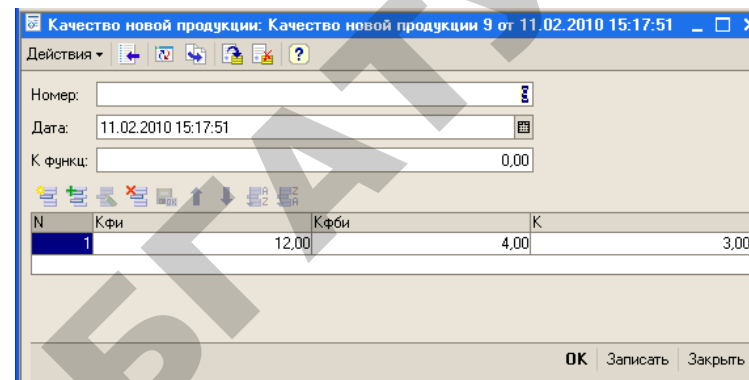 Качество новой продукции: Качество новой продукции 9 от 11.02.2010 15:17:51
Действия
Номер:
Дата: 11.02.2010 15:17:51
К функц: 0,00
N Кфи Кфби К
1 12,00 4,00 3,00
OK Записать Закрыть
БГАТУ